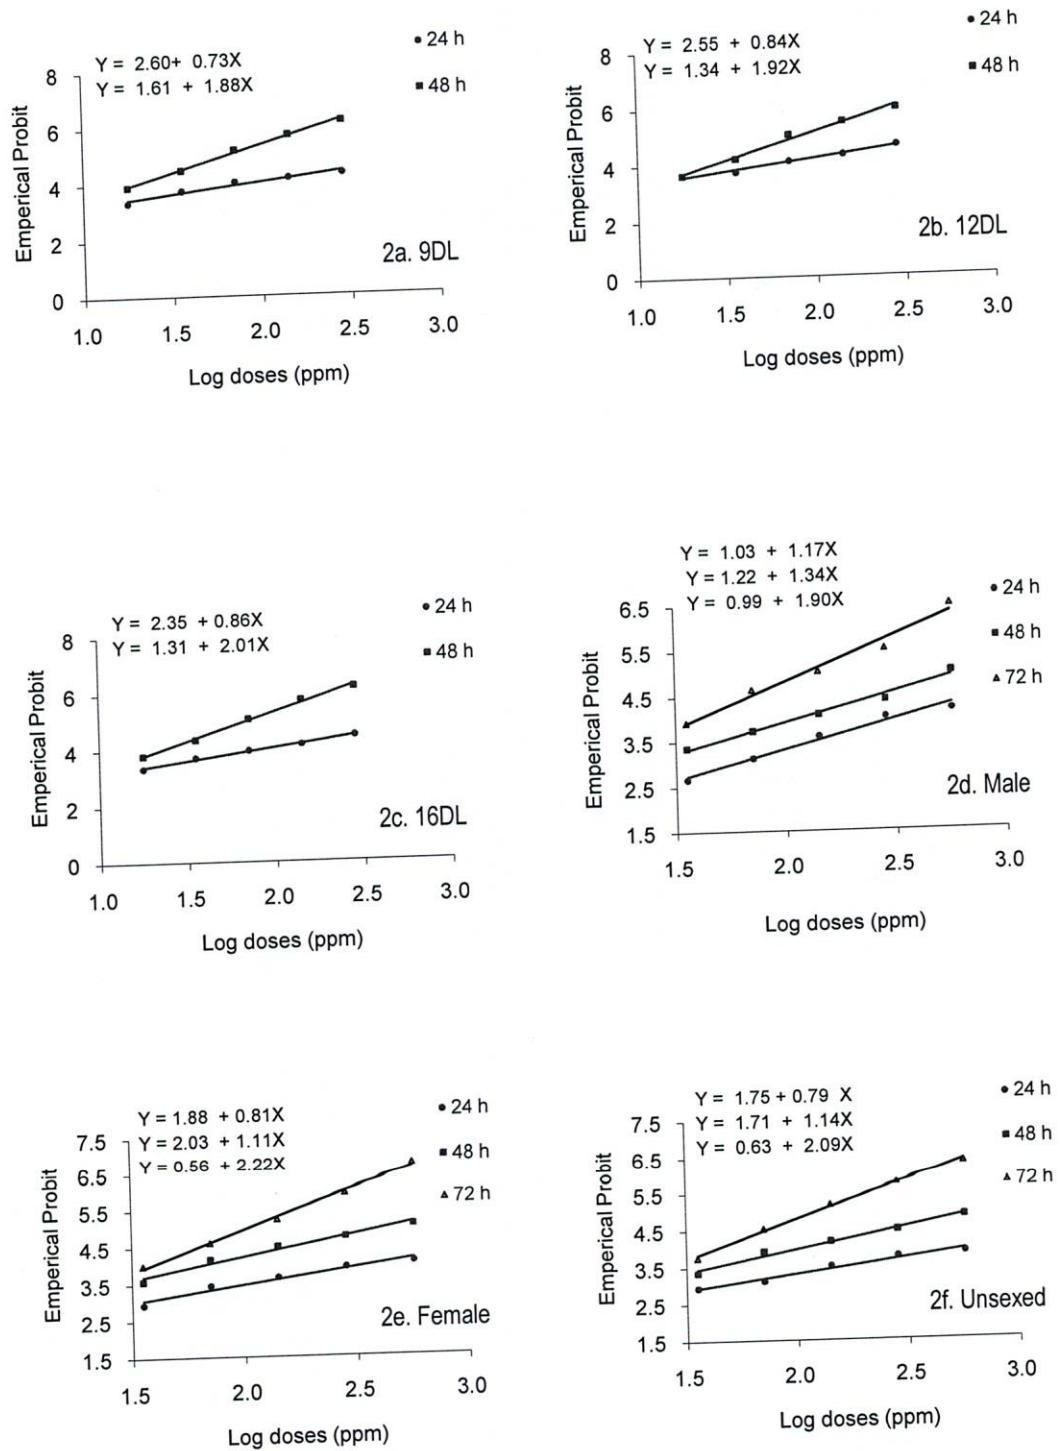 Y = 2.60+ 0.73X
Y = 1.61 + 1.88X
24 h
48 h
8
6
4
2
0
Emperical Probit
2a. 9DL
1.0 1.5 2.0 2.5 3.0
Log doses (ppm)
Y = 2.55 + 0.84X
Y = 1.34 + 1.92X
24 h
48 h
8
6
4
2
0
Emperical Probit
2b. 12DL
1.0 1.5 2.0 2.5 3.0
Log doses (ppm)
Y = 2.35 + 0.86X
Y = 1.31 + 2.01X
24 h
48 h
8
6
4
2
0
Emperical Probit
2c. 16DL
1.0 1.5 2.0 2.5 3.0
Log doses (ppm)
Y = 1.03 + 1.17X
Y = 1.22 + 1.34X
Y = 0.99 + 1.90X
24 h
48 h
72 h
6.5
5.5
4.5
3.5
2.5
1.5
Emperical Probit
2d. Male
1.5 2.0 2.5 3.0
Log doses (ppm)
Y = 1.88 + 0.81X
Y = 2.03 + 1.11X
Y = 0.56 + 2.22X
24 h
48 h
72 h
7.5
6.5
5.5
4.5
3.5
2.5
1.5
Emperical Probit
2e. Female
1.5 2.0 2.5 3.0
Log doses (ppm)
Y = 1.75 + 0.79 X
Y = 1.71 + 1.14X
Y = 0.63 + 2.09X
24 h
48 h
72 h
7.5
6.5
5.5
4.5
3.5
2.5
1.5
Emperical Probit
2f. Unsexed
1.5 2.0 2.5 3.0
Log doses (ppm)